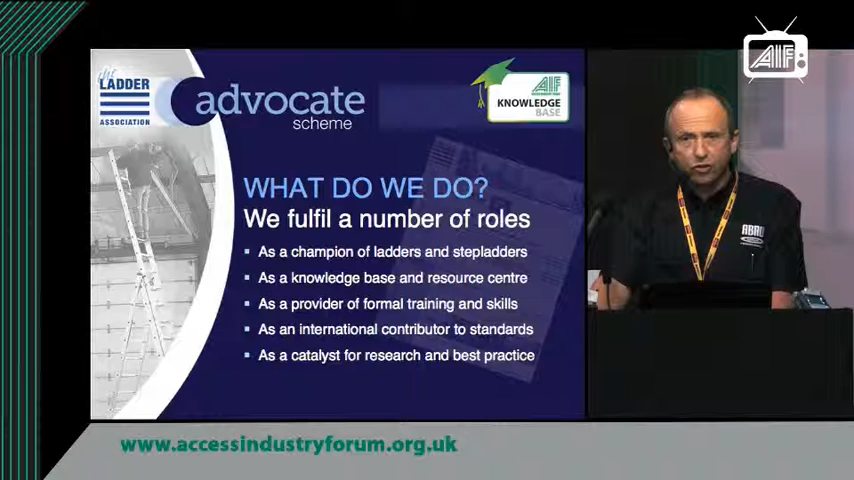 AIF
the
LADDER
ASSOCIATION
advocate
scheme
AIF
KNOWLEDGE
BASE
WHAT DO WE DO?
We fulfil a number of roles
▪ As a champion of ladders and stepladders
▪ As a knowledge base and resource centre
▪ As a provider of formal training and skills
▪ As an international contributor to standards
▪ As a catalyst for research and best practice
www.accessindustryforum.org.uk